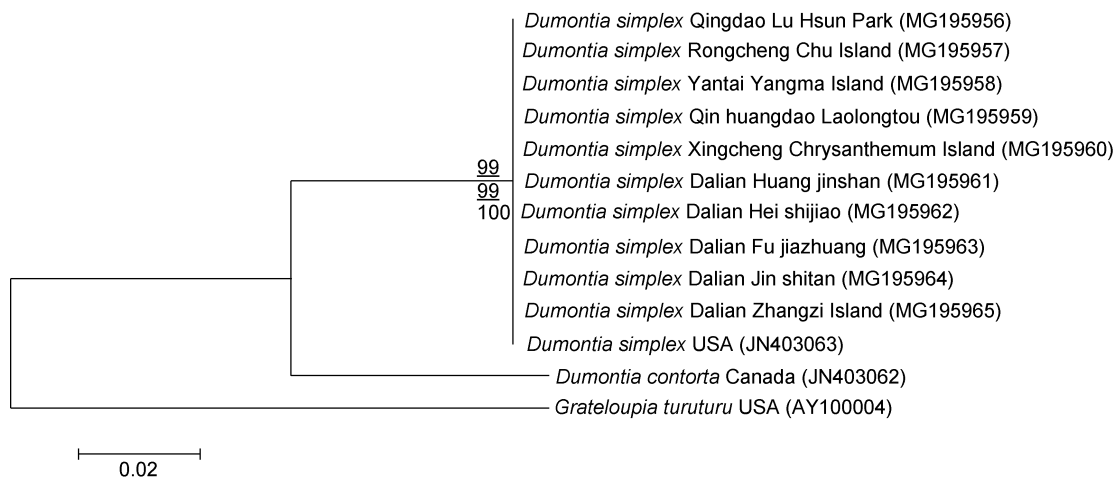 Dumontia simplex Qingdao Lu Hsun Park (MG195956)
Dumontia simplex Rongcheng Chu Island (MG195957)
Dumontia simplex Yantai Yangma Island (MG195958)
Dumontia simplex Qin huangdao Laolongtou (MG195959)
Dumontia simplex Xingcheng Chrysanthemum Island (MG195960)
99
Dumontia simplex Dalian Huang jinshan (MG195961)
99
100
Dumontia simplex Dalian Hei shijiao (MG195962)
Dumontia simplex Dalian Fu jiazhuang (MG195963)
Dumontia simplex Dalian Jin shitan (MG195964)
Dumontia simplex Dalian Zhangzi Island (MG195965)
Dumontia simplex USA (JN403063)
Dumontia contorta Canada (JN403062)
Grateloupia turuturu USA (AY100004)
0.02